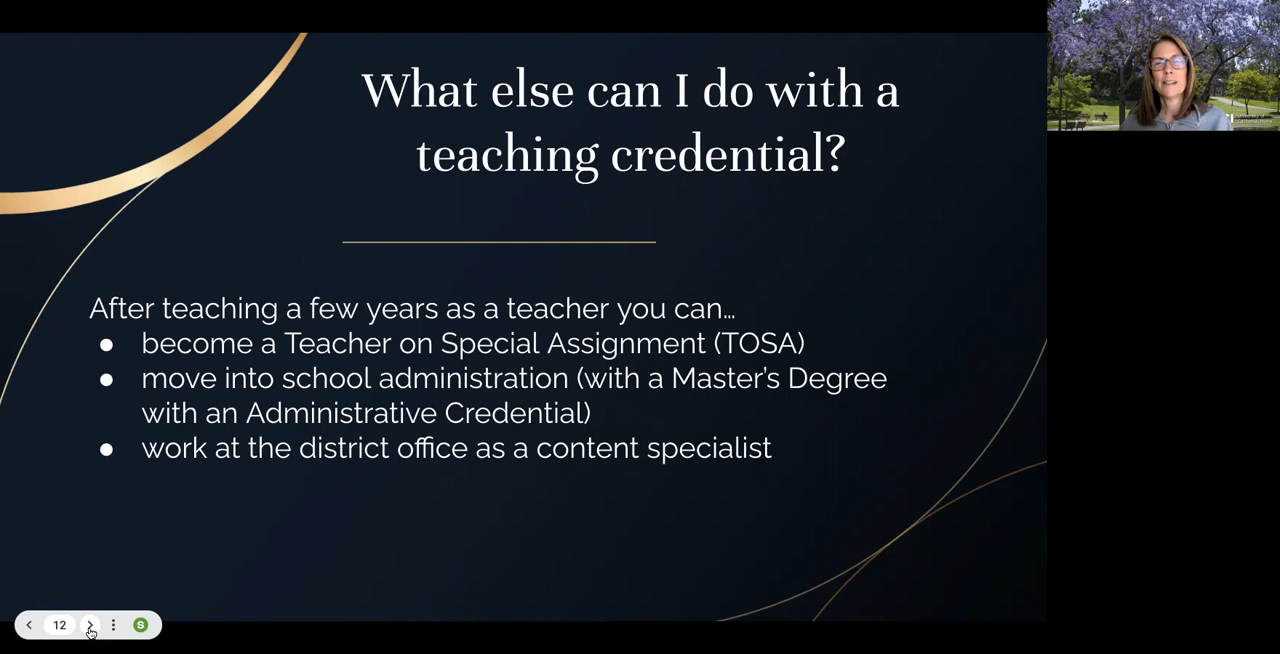 What else can I do with a
teaching credential?
After teaching a few years as a teacher you can…
● become a Teacher on Special Assignment (TOSA)
● move into school administration (with a Master's Degree
with an Administrative Credential)
● work at the district office as a content specialist
12
S